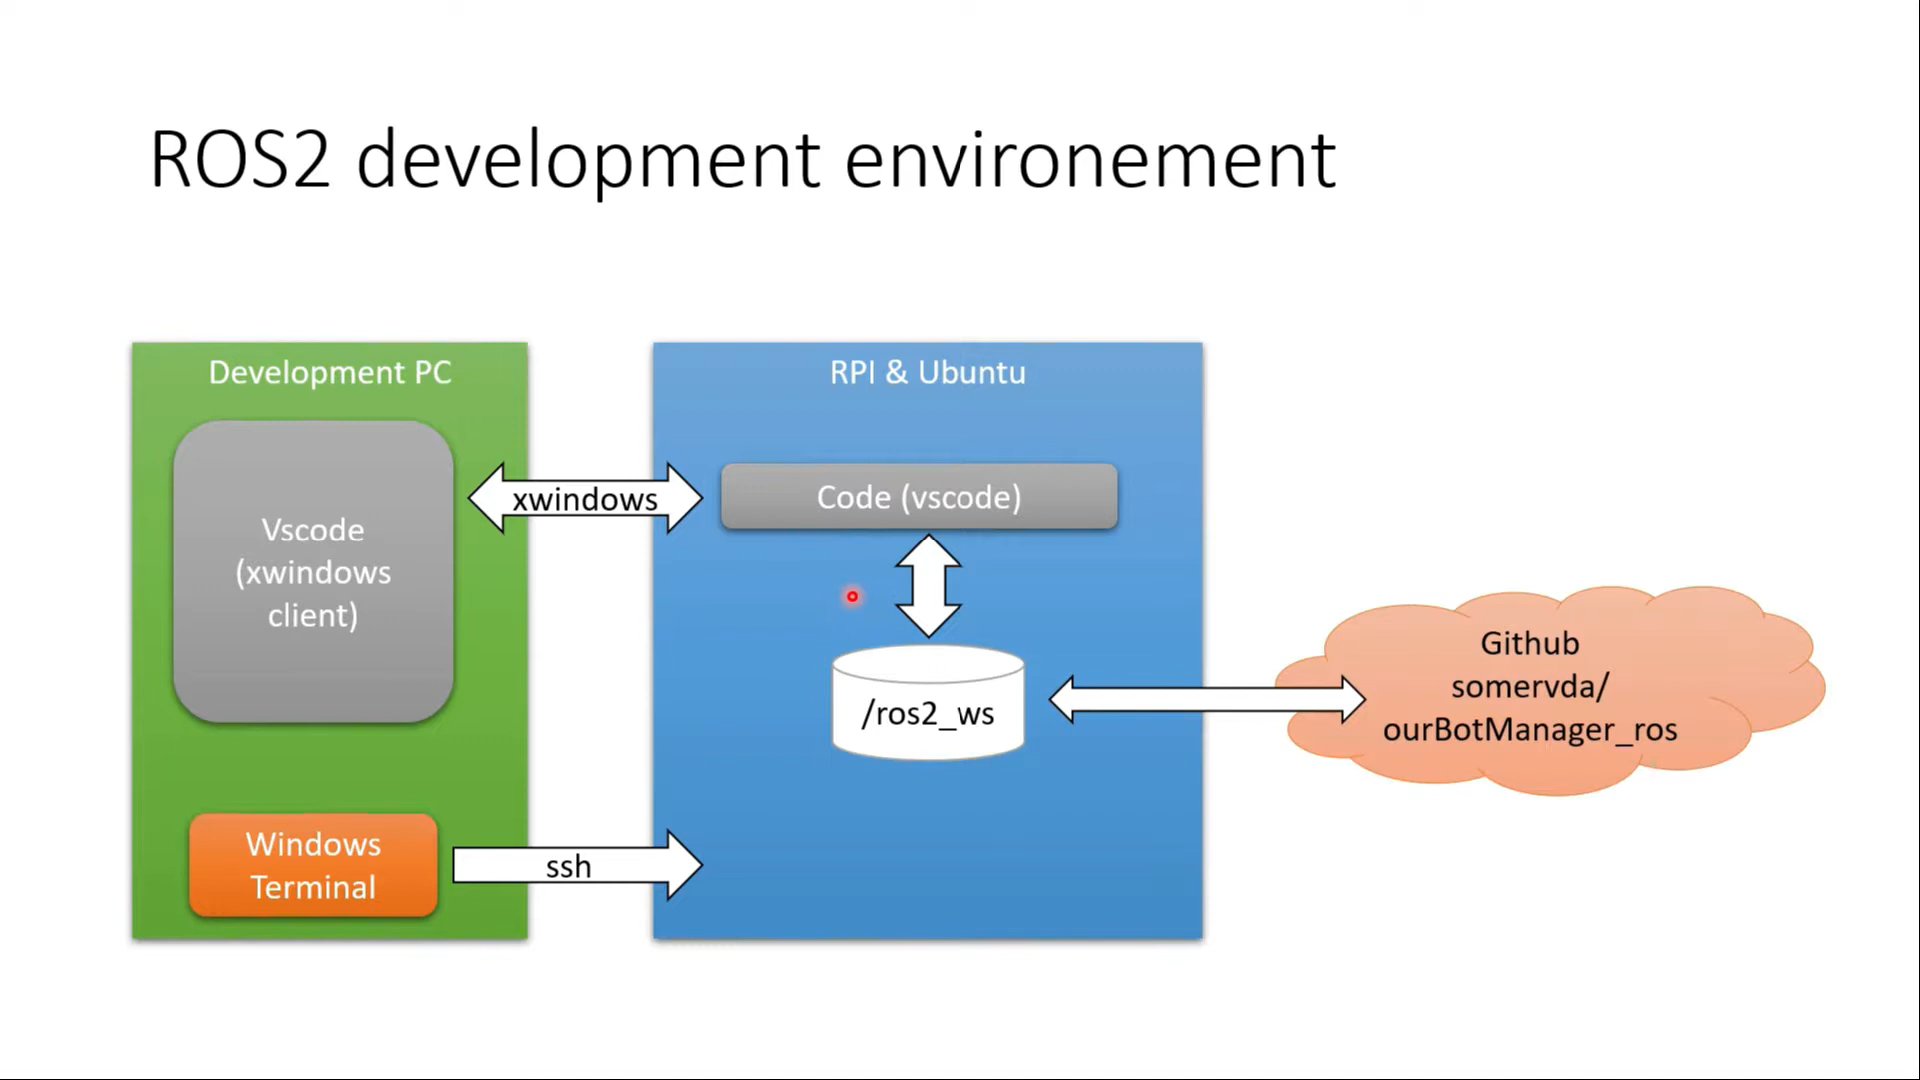 ROS2 development environement
Development PC
Vscode
(xwindows
client)
Windows
Terminal
xwindows
ssh
RPI & Ubuntu
Code (vscode)
/ros2_ws
Github
somervda/
ourBotManager_ros